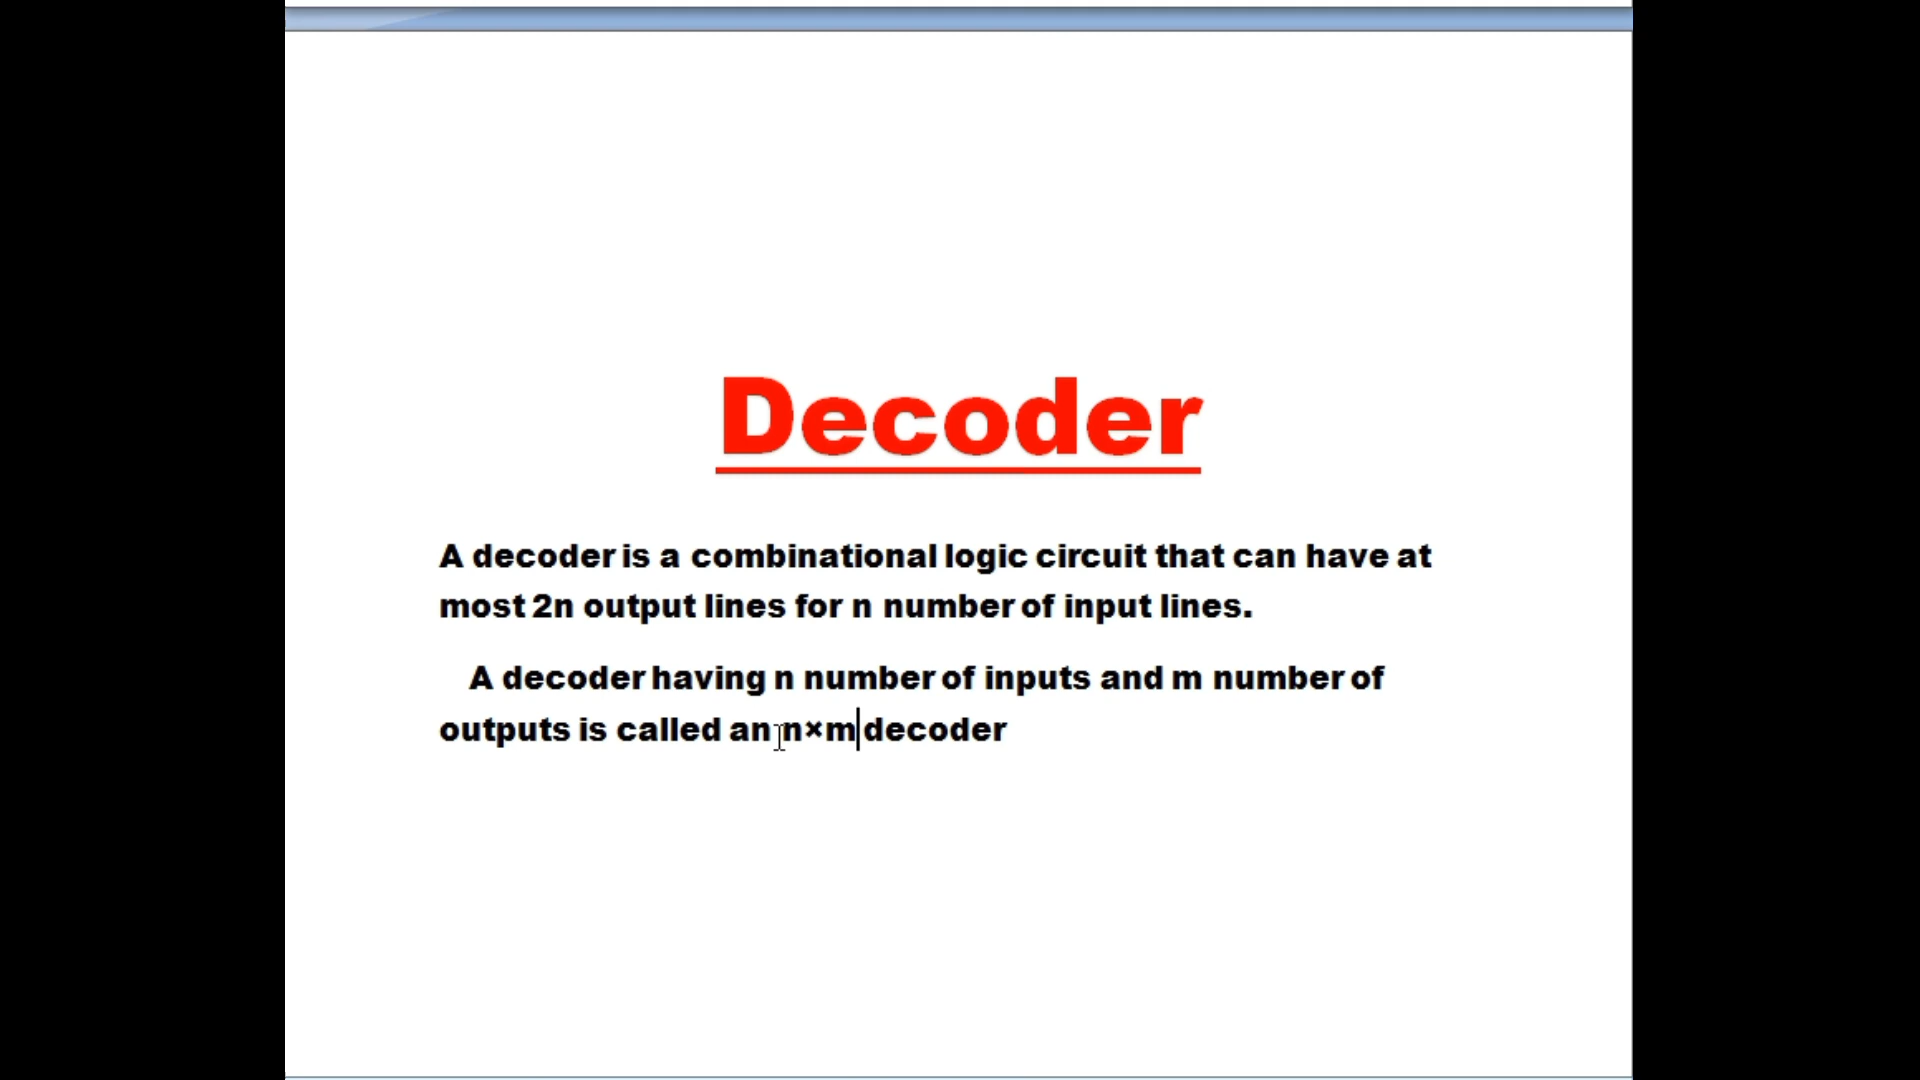 Decoder
A decoder is a combinational logic circuit that can have at
most 2n output lines for n number of input lines.
A decoder having n number of inputs and m number of
outputs is called an n×m decoder